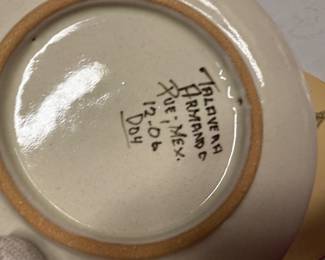 TALAVERA
ARMANDO
PUE; MEX.
12-06
D04